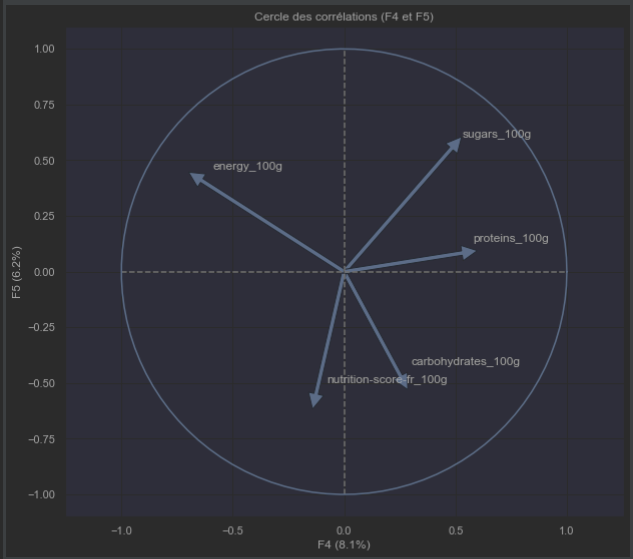 Cercle des corrélations (F4 et F5)
1.00
0.75
0.50
0.25
0.00
−0.25
−0.50
−0.75
−1.00
F5 (6.2%)
sugars_100g
energy_100g
proteins_100g
carbohydrates_100g
nutrition-score-fr_100g
−1.0
−0.5
0.0
0.5
1.0
F4 (8.1%)